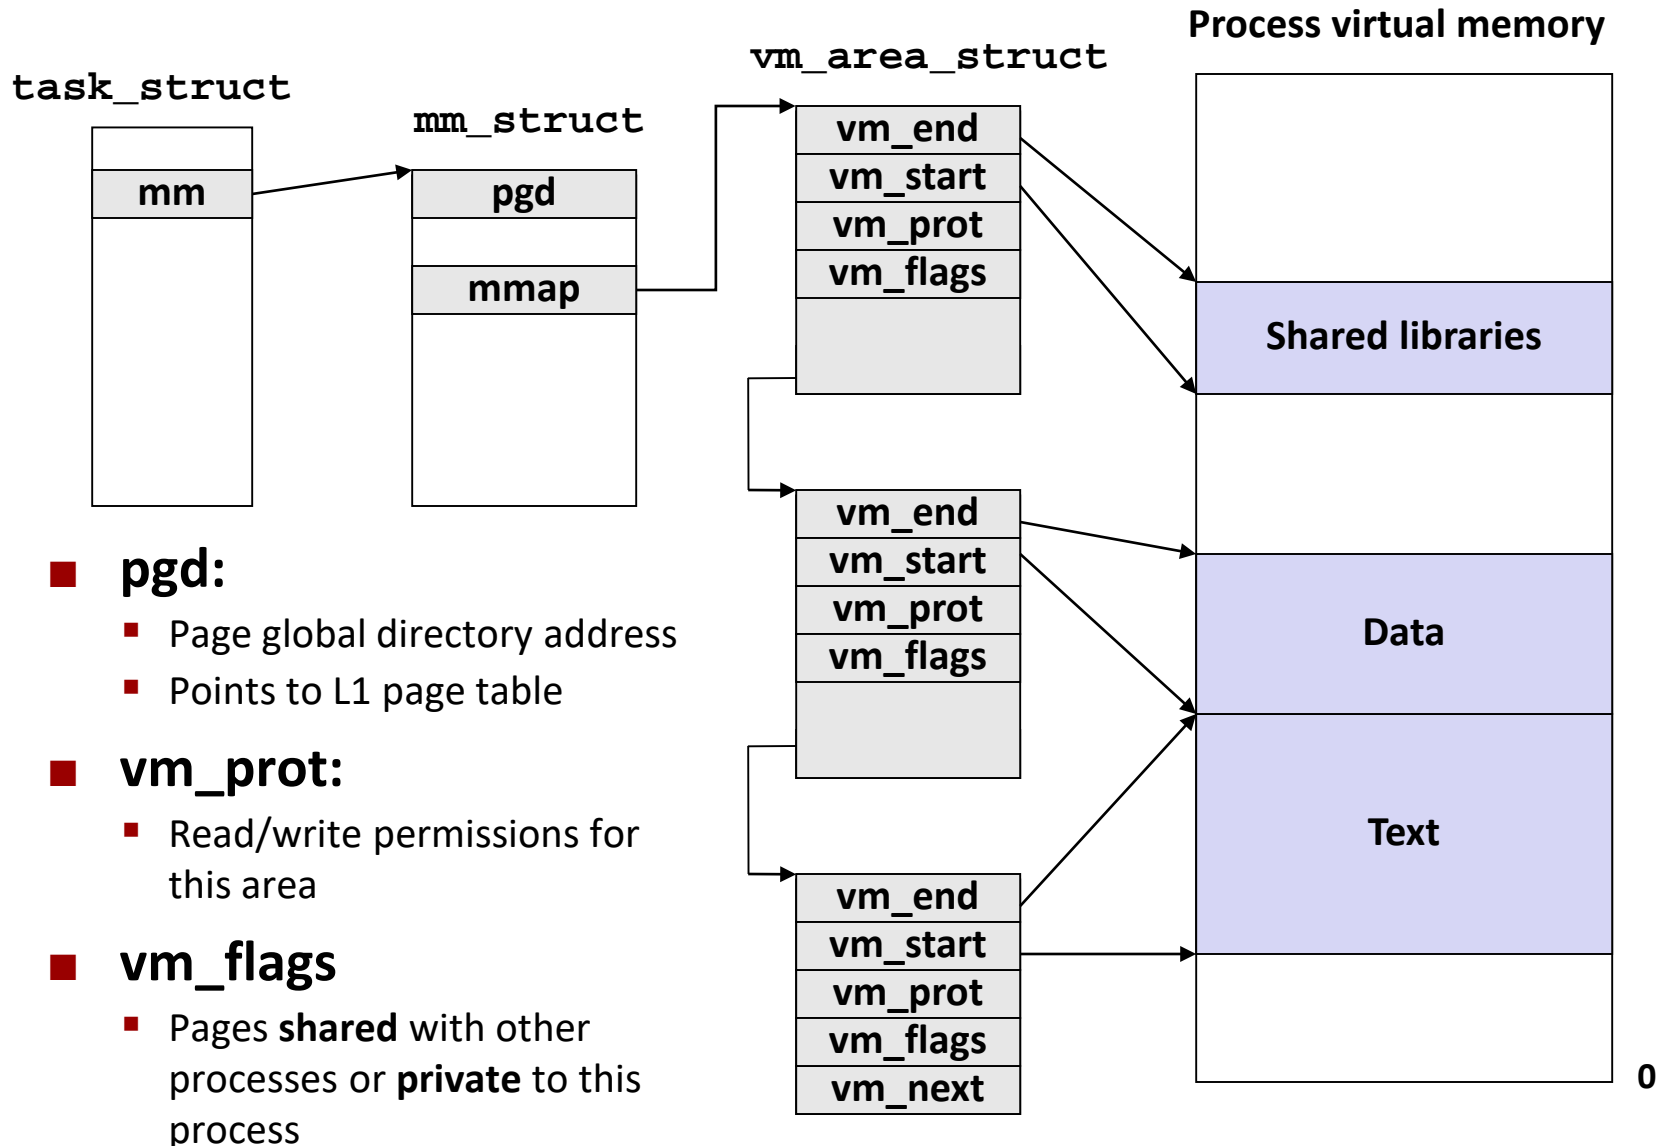 Process virtual memory
vm_area_struct
task_struct
mm_struct
mm
pgd
mmap
vm_end
vm_start
vm_prot
vm_flags
vm_end
vm_start
vm_prot
vm_flags
vm_end
vm_start
vm_prot
vm_flags
vm_next
Shared libraries
Data
Text
0
pgd:
Page global directory address
Points to L1 page table
vm_prot:
Read/write permissions for
this area
vm_flags
Pages shared with other
processes or private to this
process